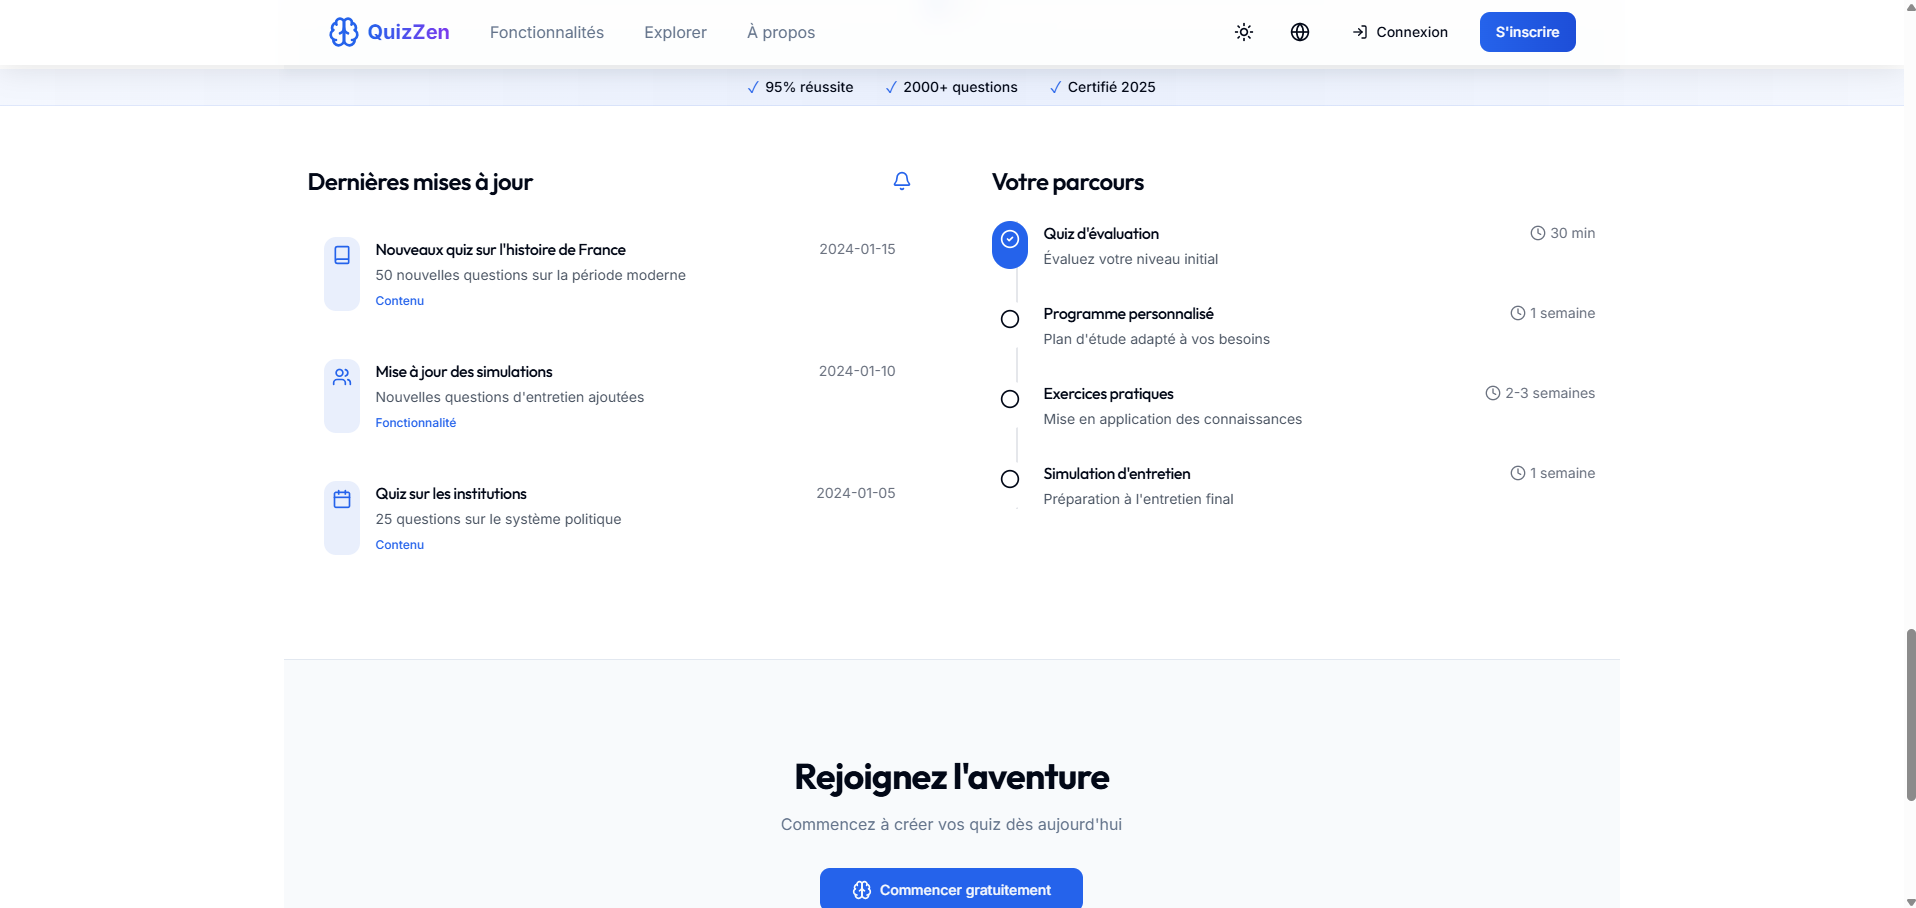 QuizZen
Fonctionnalités
Explorer
À propos
Connexion
S'inscrire
✓ 95% réussite
✓ 2000+ questions
✓ Certifié 2025
Dernières mises à jour
Nouveaux quiz sur l'histoire de France
2024-01-15
50 nouvelles questions sur la période moderne
Contenu
Mise à jour des simulations
2024-01-10
Nouvelles questions d'entretien ajoutées
Fonctionnalité
Quiz sur les institutions
2024-01-05
25 questions sur le système politique
Contenu
Votre parcours
Quiz d'évaluation
30 min
Évaluez votre niveau initial
Programme personnalisé
1 semaine
Plan d'étude adapté à vos besoins
Exercices pratiques
2-3 semaines
Mise en application des connaissances
Simulation d'entretien
1 semaine
Préparation à l'entretien final
Rejoignez l'aventure
Commencez à créer vos quiz dès aujourd'hui
Commencer gratuitement